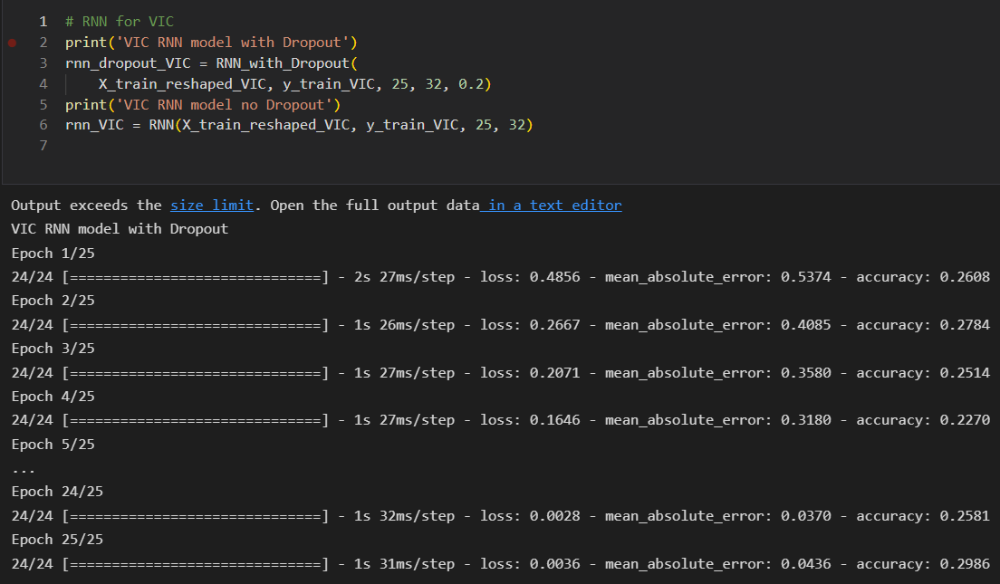 1 # RNN for VIC
2 print('VIC RNN model with Dropout')
3 rnn_dropout_VIC = RNN_with_Dropout(
4 X_train_reshaped_VIC, y_train_VIC, 25, 32, 0.2)
5 print('VIC RNN model no Dropout')
6 rnn_VIC = RNN(X_train_reshaped_VIC, y_train_VIC, 25, 32)
7
Output exceeds the size limit. Open the full output data in a text editor
VIC RNN model with Dropout
Epoch 1/25
24/24 [==============================] - 2s 27ms/step - loss: 0.4856 - mean_absolute_error: 0.5374 - accuracy: 0.2608
Epoch 2/25
24/24 [==============================] - 1s 26ms/step - loss: 0.2667 - mean_absolute_error: 0.4085 - accuracy: 0.2784
Epoch 3/25
24/24 [==============================] - 1s 27ms/step - loss: 0.2071 - mean_absolute_error: 0.3580 - accuracy: 0.2514
Epoch 4/25
24/24 [==============================] - 1s 27ms/step - loss: 0.1646 - mean_absolute_error: 0.3180 - accuracy: 0.2270
Epoch 5/25
...
Epoch 24/25
24/24 [==============================] - 1s 32ms/step - loss: 0.0028 - mean_absolute_error: 0.0370 - accuracy: 0.2581
Epoch 25/25
24/24 [==============================] - 1s 31ms/step - loss: 0.0036 - mean_absolute_error: 0.0436 - accuracy: 0.2986